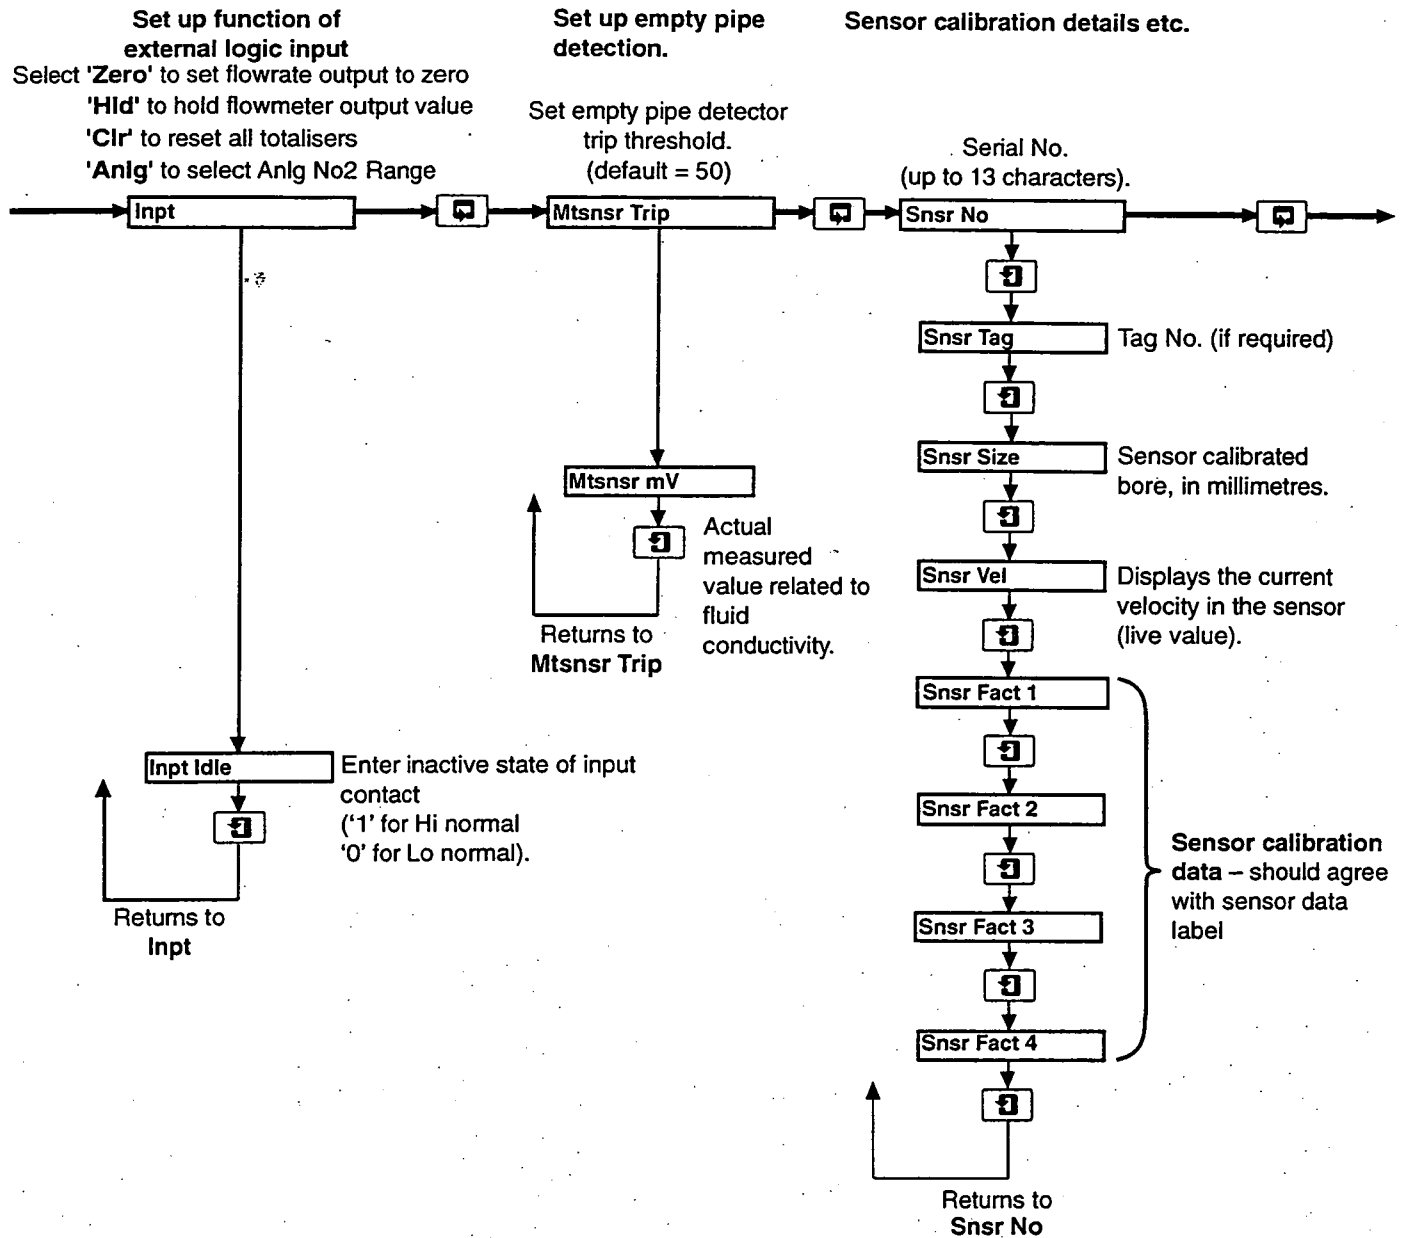 Set up function of
external logic input
Select 'Zero' to set flowrate output to zero
'Hld' to hold flowmeter output value
'Clr' to reset all totalisers
'Anlg' to select Anlg No2 Range
Inpt
Inpt Idle
Enter inactive state of input
contact
('1' for Hi normal
'0' for Lo normal).
Returns to
Inpt
Set up empty pipe
detection.
Set empty pipe detector
trip threshold.
(default = 50)
Mtsnsr Trip
Mtsnsr mV
Actual
measured
value related to
fluid
conductivity.
Returns to
Mtsnsr Trip
Sensor calibration details etc.
Serial No.
(up to 13 characters).
Snsr No
Snsr Tag
Tag No. (if required)
Snsr Size
Sensor calibrated
bore, in millimetres.
Snsr Vel
Displays the current
velocity in the sensor
(live value).
Snsr Fact 1
Snsr Fact 2
Snsr Fact 3
Snsr Fact 4
Sensor calibration
data – should agree
with sensor data
label
Returns to
Snsr No